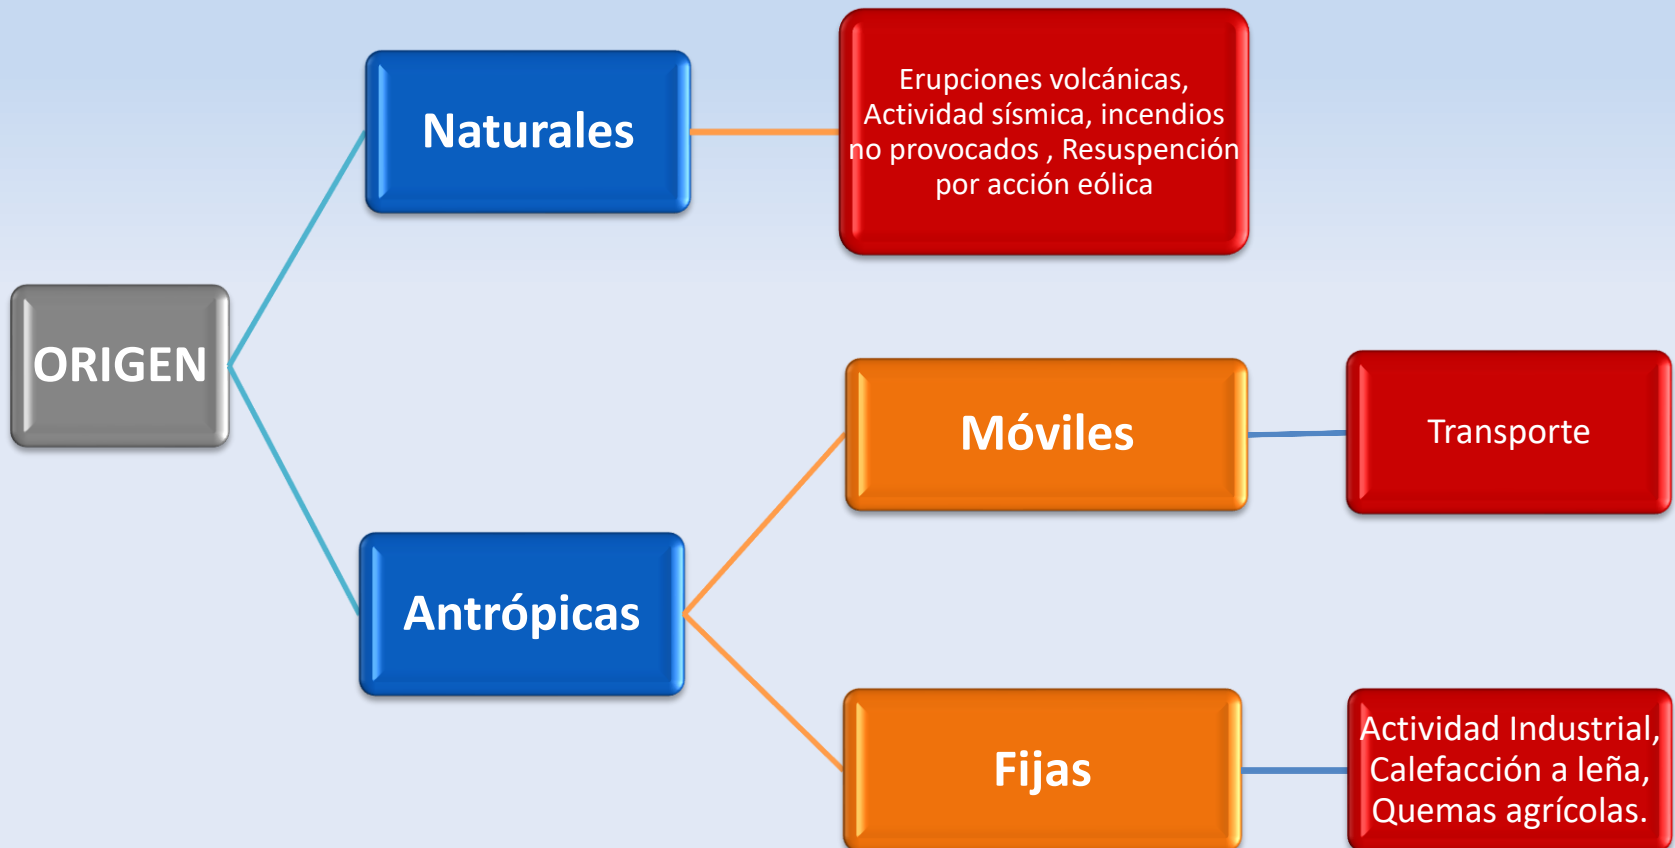 ORIGEN
Naturales
Erupciones volcánicas,
Actividad sísmica, incendios
no provocados , Resuspención
por acción eólica
Antrópicas
Móviles
Transporte
Fijas
Actividad Industrial,
Calefacción a leña,
Quemas agrícolas.